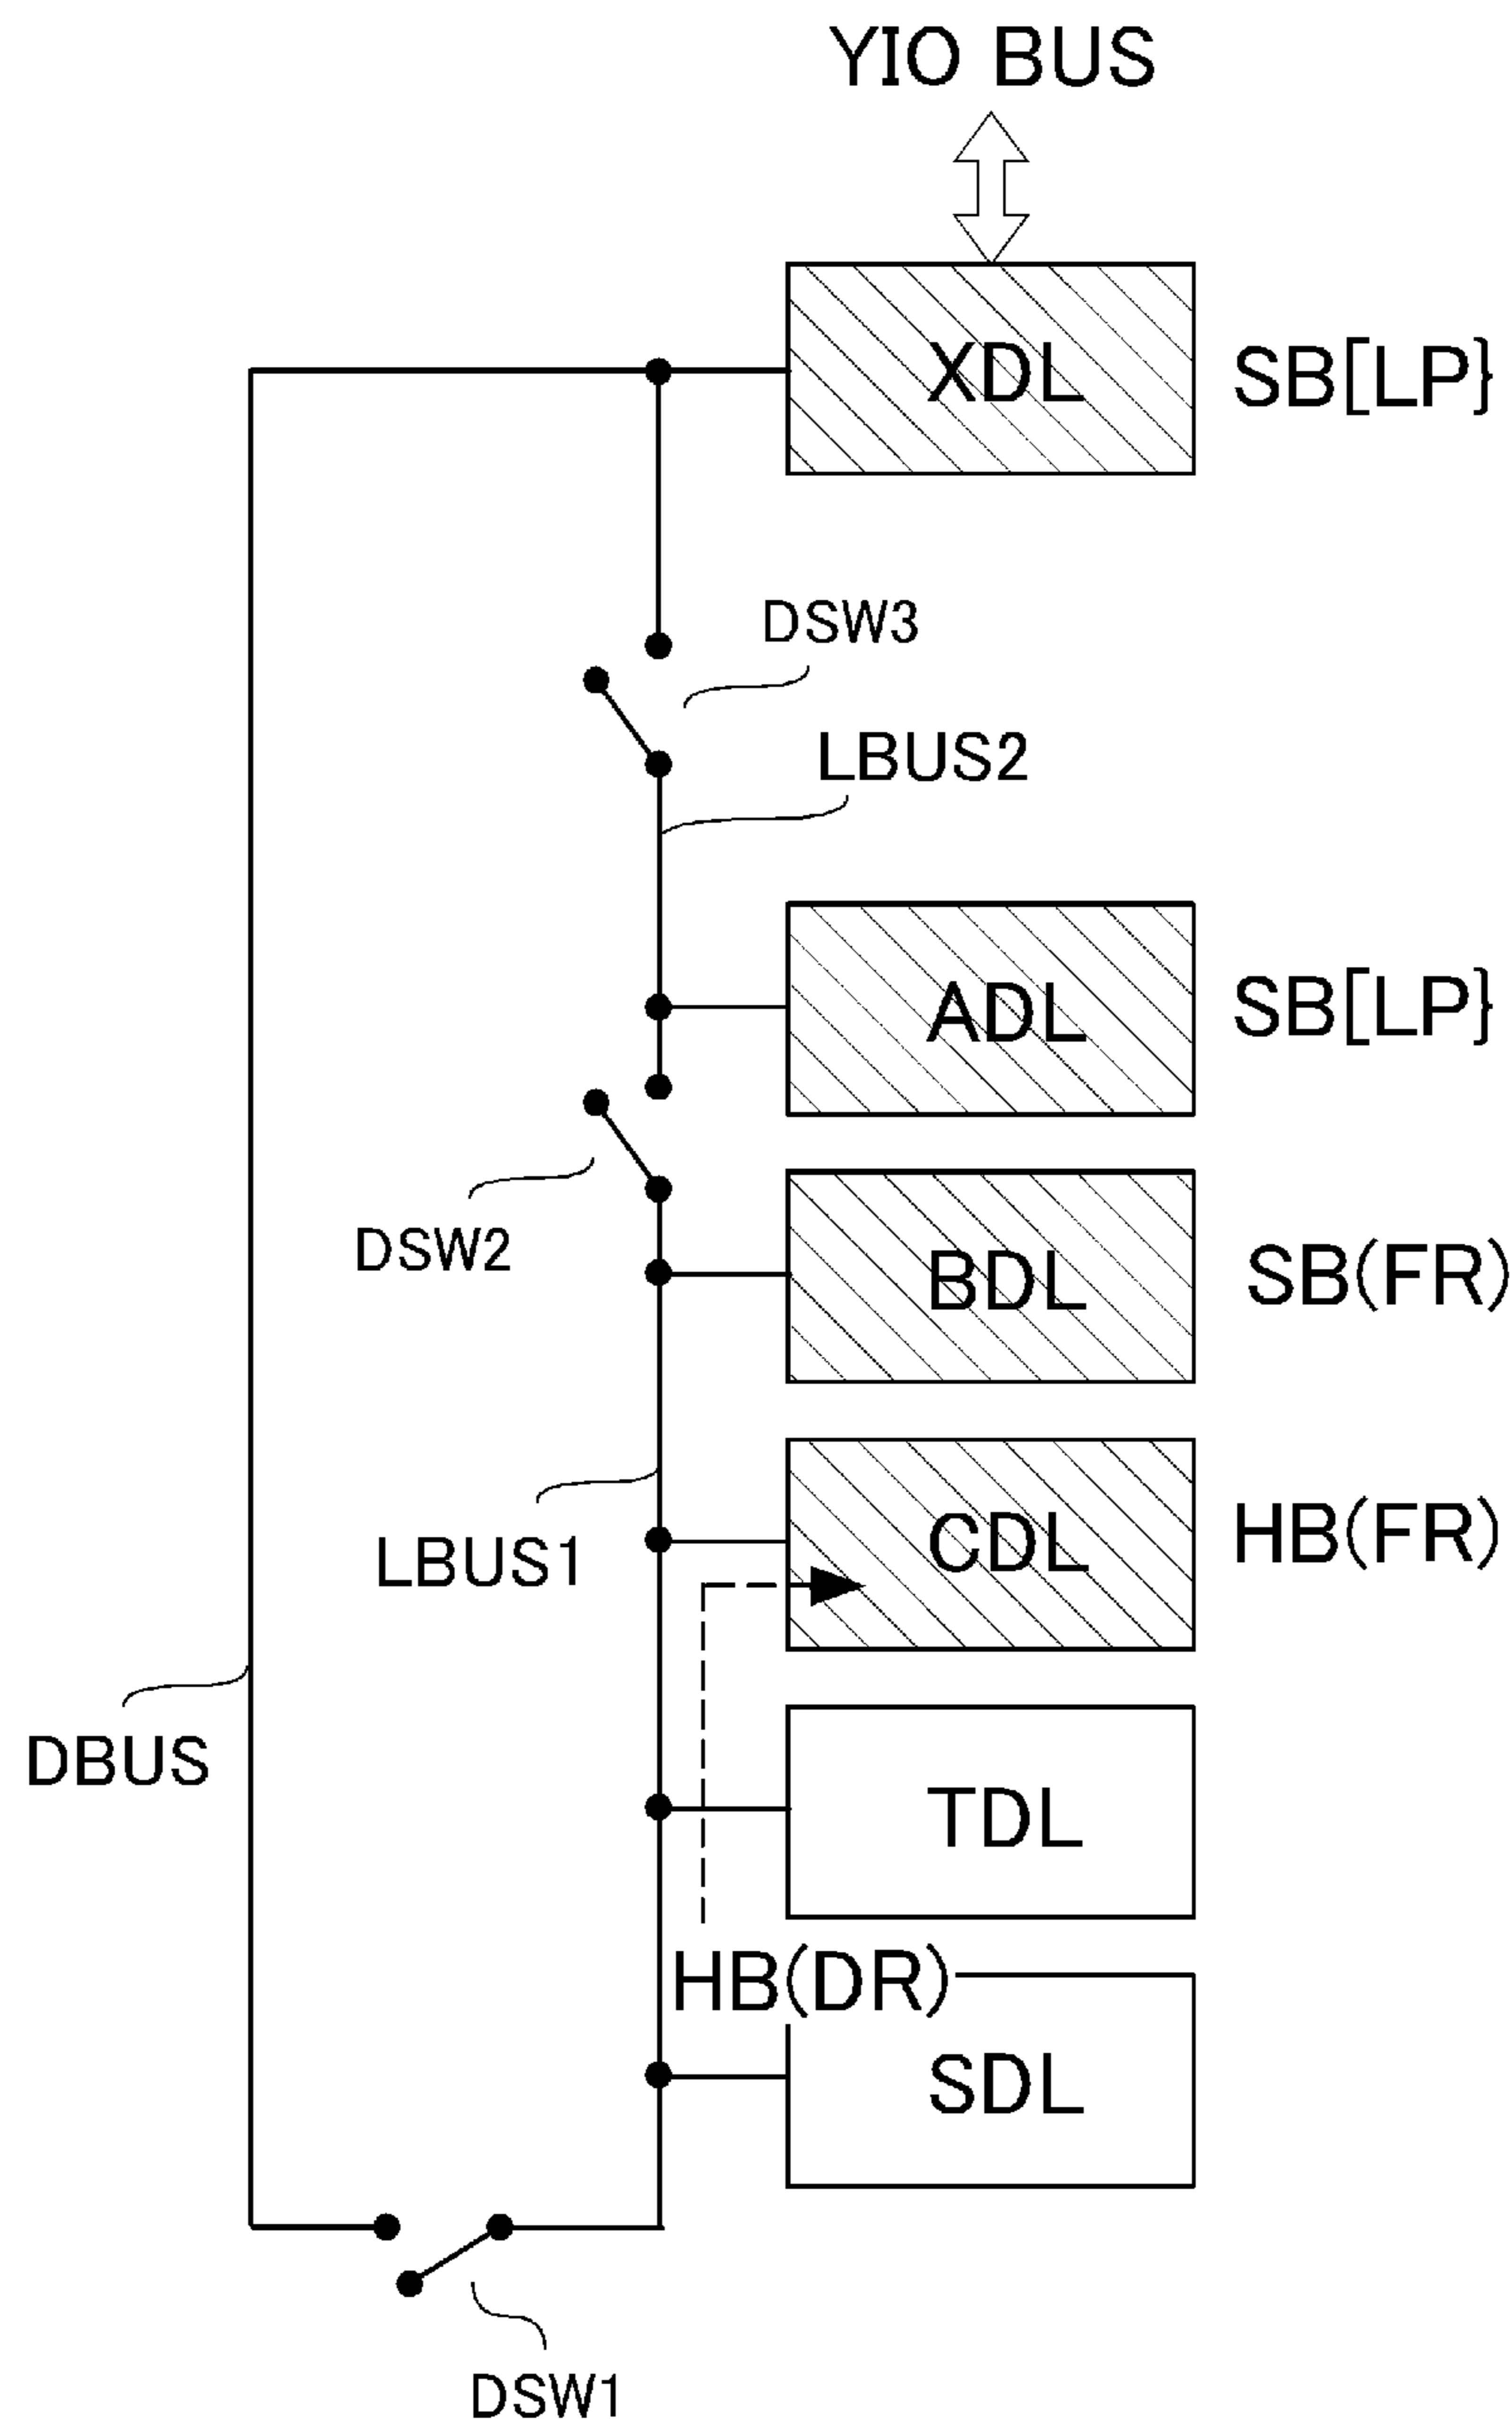 YIO BUS
XDL
SB[LP}
DSW3
LBUS2
ADL
SB[LP}
DSW2
BDL
SB(FR)
LBUS1
CDL
HB(FR)
DBUS
TDL
HB(DR)
SDL
DSW1